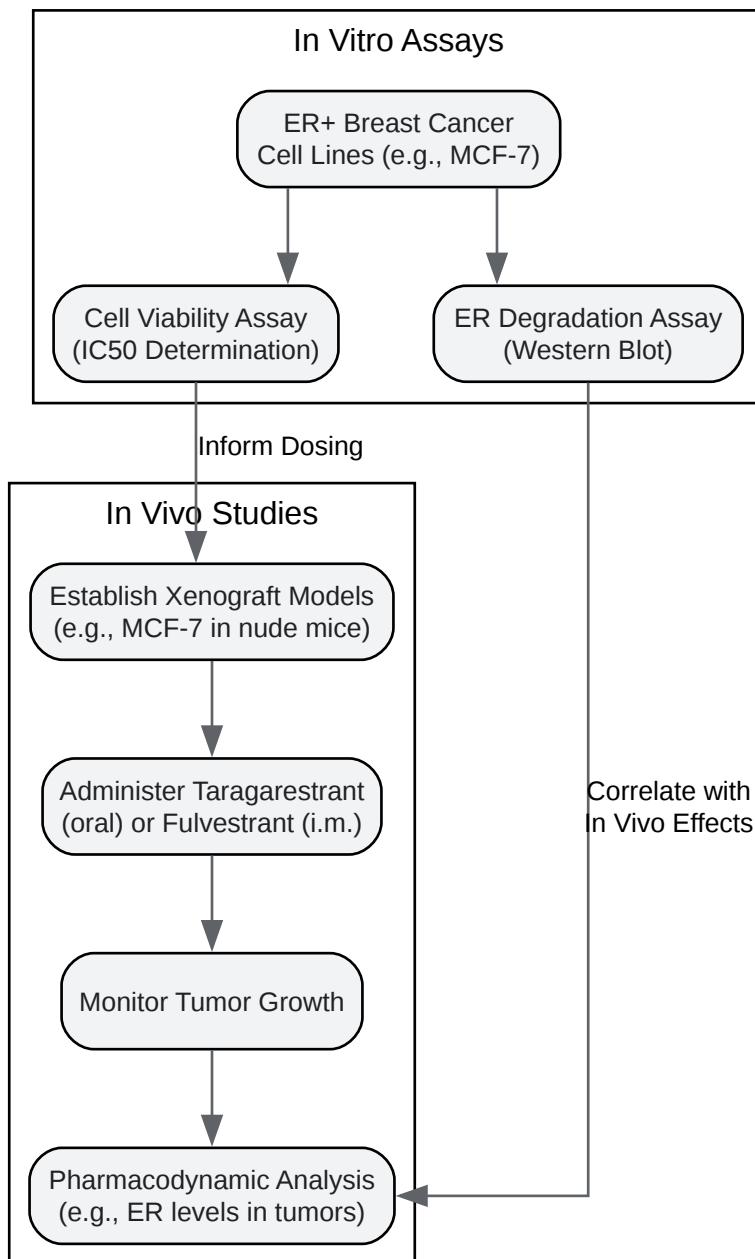 In Vitro Assays
ER+ Breast Cancer
Cell Lines (e.g., MCF-7)
Cell Viability Assay
(IC50 Determination)
ER Degradation Assay
(Western Blot)
Inform Dosing
In Vivo Studies
Establish Xenograft Models
(e.g., MCF-7 in nude mice)
Administer Taragarestrant
(oral) or Fulvestrant (i.m.)
Correlate with
In Vivo Effects
Monitor Tumor Growth
Pharmacodynamic Analysis
(e.g., ER levels in tumors)